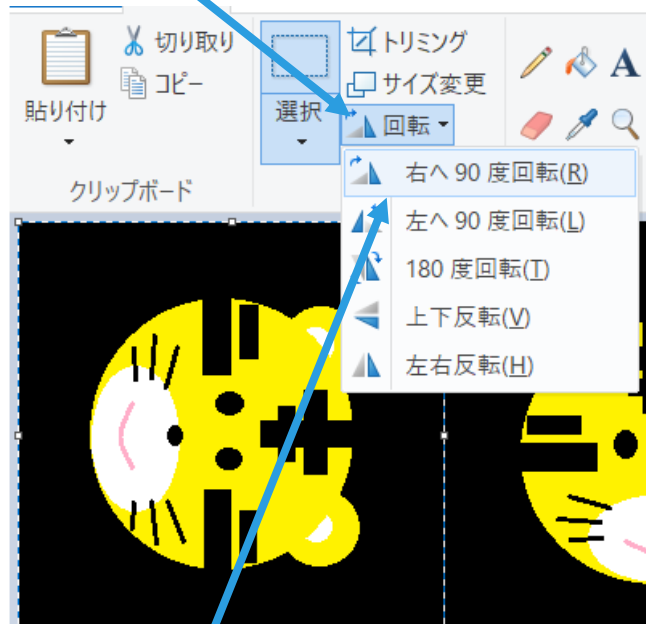 切り取り
コピー
貼り付け
クリップボード
選択
トリミング
サイズ変更
回転
A
右へ 90 度回転(R)
左へ 90 度回転(L)
180 度回転(T)
上下反転(V)
左右反転(H)